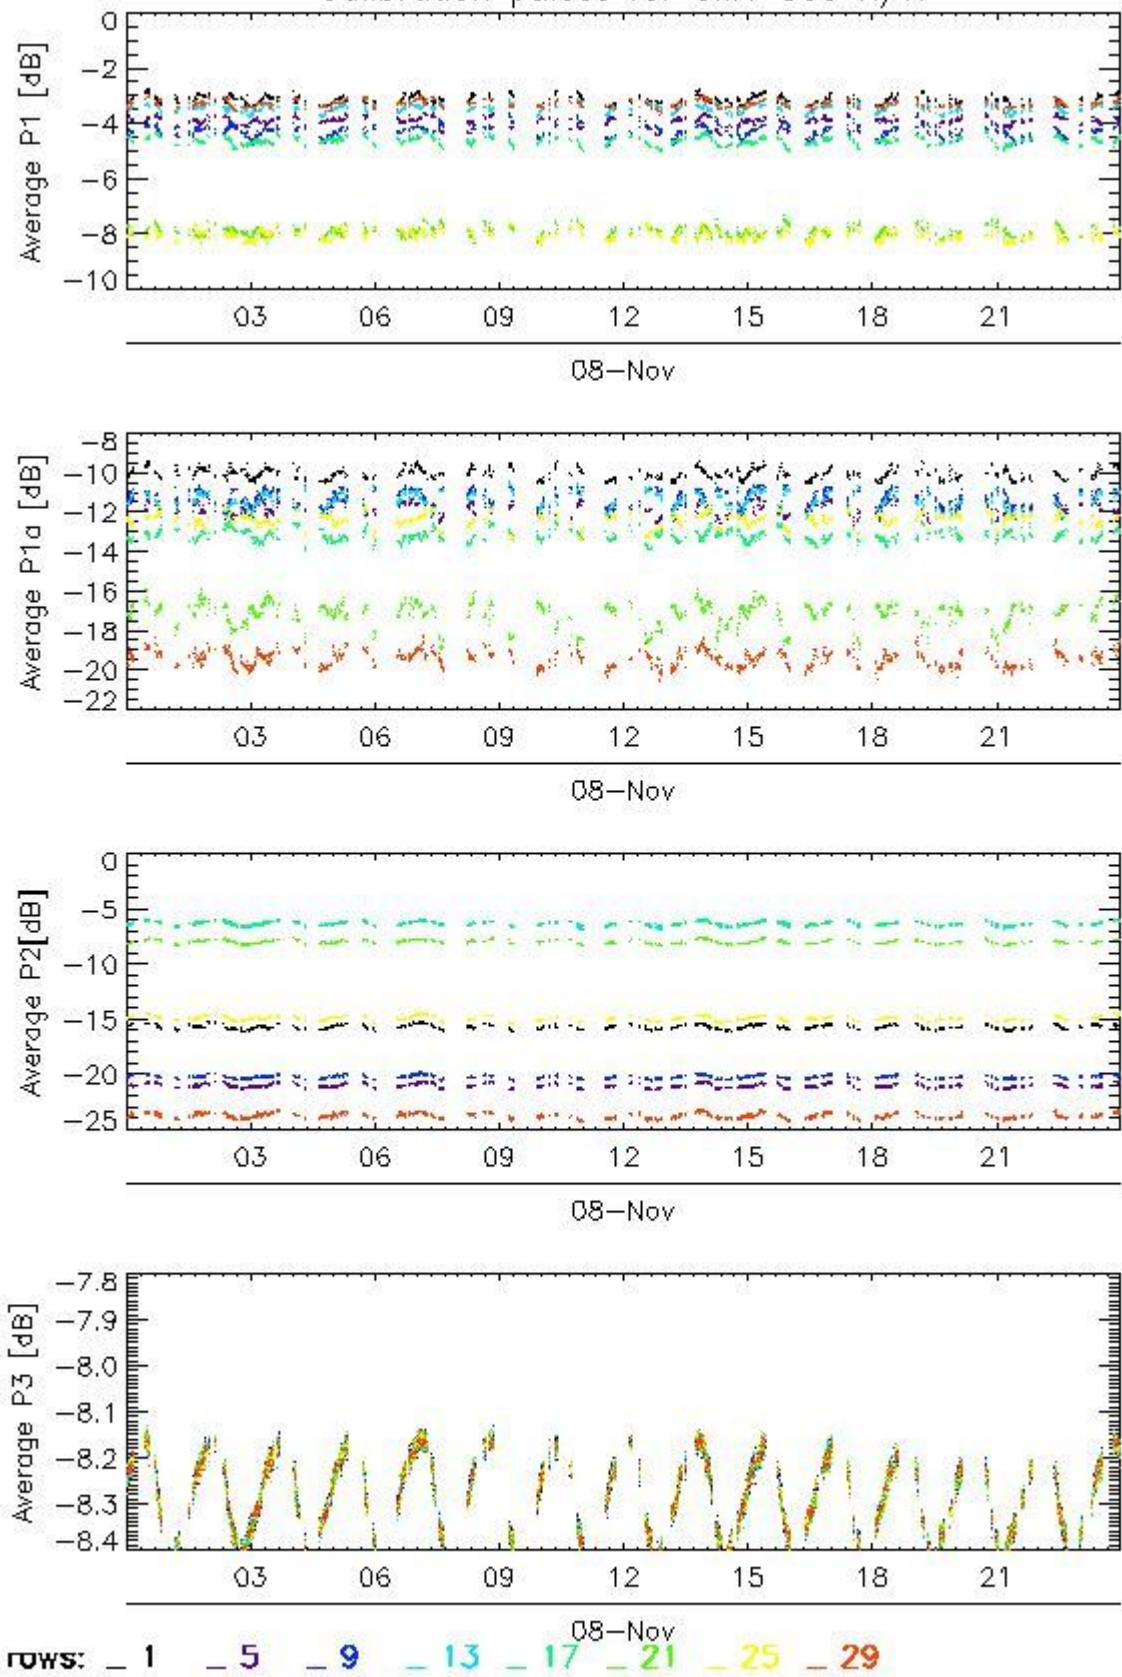 0
−2
−4
−6
−8
−10
Average P1 [dB]
03 06 09 12 15 18 21
08−Nov
−8
−10
−12
−14
−16
−18
−20
−22
Average P1a [dB]
03 06 09 12 15 18 21
08−Nov
0
−5
−10
−15
−20
−25
Average P2[dB]
03 06 09 12 15 18 21
08−Nov
−7.8
−7.9
−8.0
−8.1
−8.2
−8.3
−8.4
Average P3 [dB]
03 06 09 12 15 18 21
08−Nov
rows: _ 1 _ 5 _ 9 _ 13 _ 17 _ 21 _ 25 _ 29